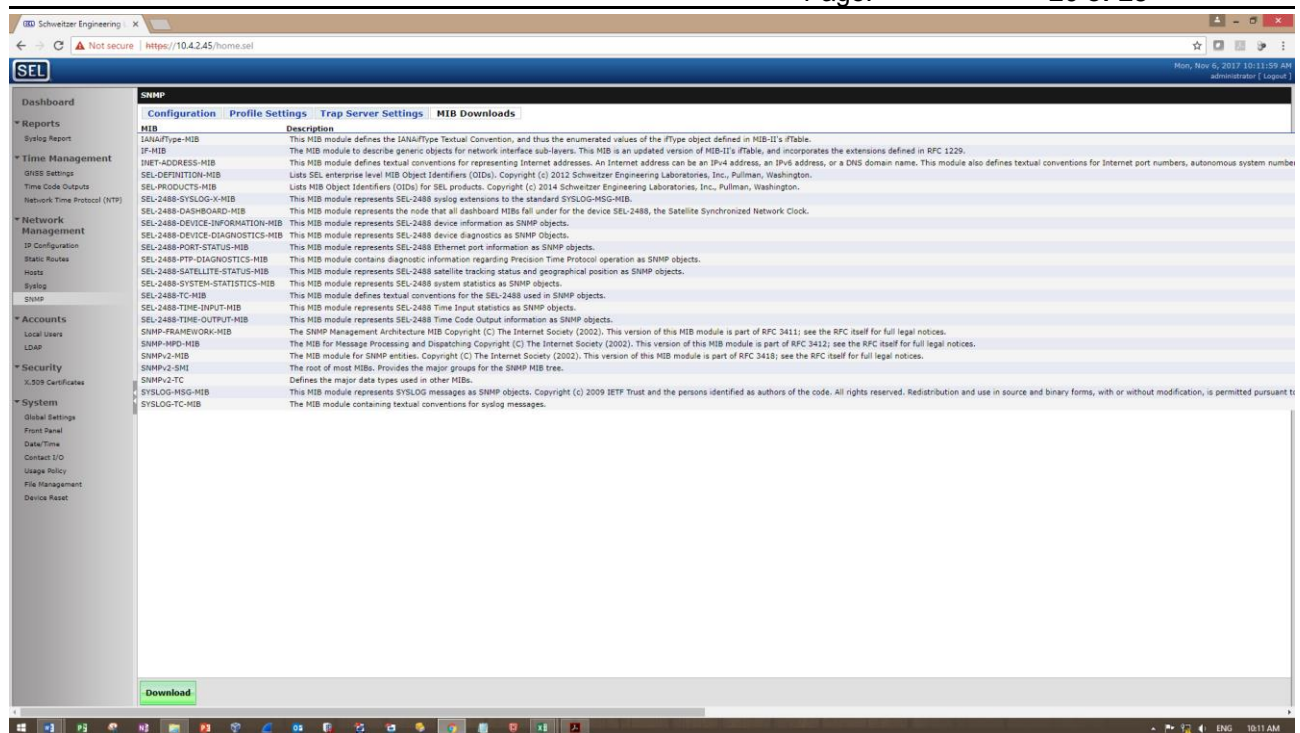 Schweitzer Engineering L
Not secure | https://10.4.2.45/home.sel
SEL
Mon, Nov 6, 2017 10:11:59 AM
administrator [ Logout ]
Dashboard
Reports
Syslog Report
Time Management
GNSS Settings
Time Code Outputs
Network Time Protocol (NTP)
Network Management
IP Configuration
Static Routes
Hosts
Syslog
SNMP
Accounts
Local Users
LDAP
Security
X.509 Certificates
System
Global Settings
Front Panel
Date/Time
Contact I/O
Usage Policy
File Management
Device Reset
SNMP
Configuration Profile Settings Trap Server Settings MIB Downloads
MIB Description
IANAifType-MIB This MIB module defines the IANAifType Textual Convention, and thus the enumerated values of the ifType object defined in MIB-II's ifTable.
IF-MIB The MIB module to describe generic objects for network interface sub-layers. This MIB is an updated version of MIB-II's ifTable, and incorporates the extensions defined in RFC 1229.
INET-ADDRESS-MIB This MIB module defines textual conventions for representing Internet addresses. An Internet address can be an IPv4 address, an IPv6 address, or a DNS domain name. This module also defines textual conventions for Internet port numbers, autonomous system number
SEL-DEFINITION-MIB Lists SEL enterprise level MIB Object Identifiers (OIDs). Copyright (c) 2012 Schweitzer Engineering Laboratories, Inc., Pullman, Washington.
SEL-PRODUCTS-MIB Lists MIB Object Identifiers (OIDs) for SEL products. Copyright (c) 2014 Schweitzer Engineering Laboratories, Inc., Pullman, Washington.
SEL-2488-SYSLOG-X-MIB This MIB module represents SEL-2488 syslog extensions to the standard SYSLOG-MSG-MIB.
SEL-2488-DASHBOARD-MIB This MIB module represents the node that all dashboard MIBs fall under for the device SEL-2488, the Satellite Synchronized Network Clock.
SEL-2488-DEVICE-INFORMATION-MIB This MIB module represents SEL-2488 device information as SNMP objects.
SEL-2488-DEVICE-DIAGNOSTICS-MIB This MIB module represents SEL-2488 device diagnostics as SNMP Objects.
SEL-2488-PORT-STATUS-MIB This MIB module represents SEL-2488 Ethernet port information as SNMP objects.
SEL-2488-PTP-DIAGNOSTICS-MIB This MIB module contains diagnostic information regarding Precision Time Protocol operation as SNMP objects.
SEL-2488-SATELLITE-STATUS-MIB This MIB module represents SEL-2488 satellite tracking status and geographical position as SNMP objects.
SEL-2488-SYSTEM-STATISTICS-MIB This MIB module represents SEL-2488 system statistics as SNMP objects.
SEL-2488-TC-MIB This MIB module defines textual conventions for the SEL-2488 used in SNMP objects.
SEL-2488-TIME-INPUT-MIB This MIB module represents SEL-2488 Time Input statistics as SNMP objects.
SEL-2488-TIME-OUTPUT-MIB This MIB module represents SEL-2488 Time Code Output information as SNMP objects.
SNMP-FRAMEWORK-MIB The SNMP Management Architecture MIB Copyright (C) The Internet Society (2002). This version of this MIB module is part of RFC 3411; see the RFC itself for full legal notices.
SNMP-MPD-MIB The MIB for Message Processing and Dispatching Copyright (C) The Internet Society (2002). This version of this MIB module is part of RFC 3412; see the RFC itself for full legal notices.
SNMPv2-MIB The MIB module for SNMP entities. Copyright (C) The Internet Society (2002). This version of this MIB module is part of RFC 3418; see the RFC itself for full legal notices.
SNMPv2-SMI The root of most MIBs. Provides the major groups for the SNMP MIB tree.
SNMPv2-TC Defines the major data types used in other MIBs.
SYSLOG-MSG-MIB This MIB module represents SYSLOG messages as SNMP objects. Copyright (c) 2009 IETF Trust and the persons identified as authors of the code. All rights reserved. Redistribution and use in source and binary forms, with or without modification, is permitted pursuant to
SYSLOG-TC-MIB The MIB module containing textual conventions for syslog messages.
Download
ENG 10:11 AM